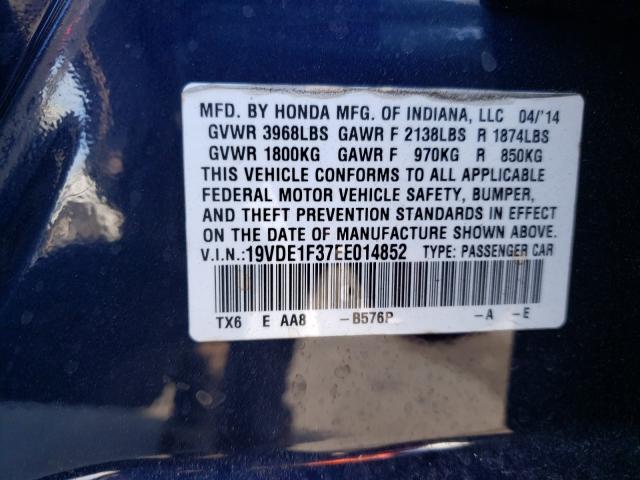 MFD. BY HONDA MFG. OF INDIANA, LLC 04/'14
GVWR 3968LBS GAWR F 2138LBS R 1874LBS
GVWR 1800KG GAWR F 970KG R 850KG
THIS VEHICLE CONFORMS TO ALL APPLICABLE
FEDERAL MOTOR VEHICLE SAFETY, BUMPER,
AND THEFT PREVENTION STANDARDS IN EFFECT
ON THE DATE OF MANUFACTURE SHOWN ABOVE.
V.I.N.:19VDE1F37EE014852 TYPE: PASSENGER CAR
TX6 E AA8 -B576P -A -E